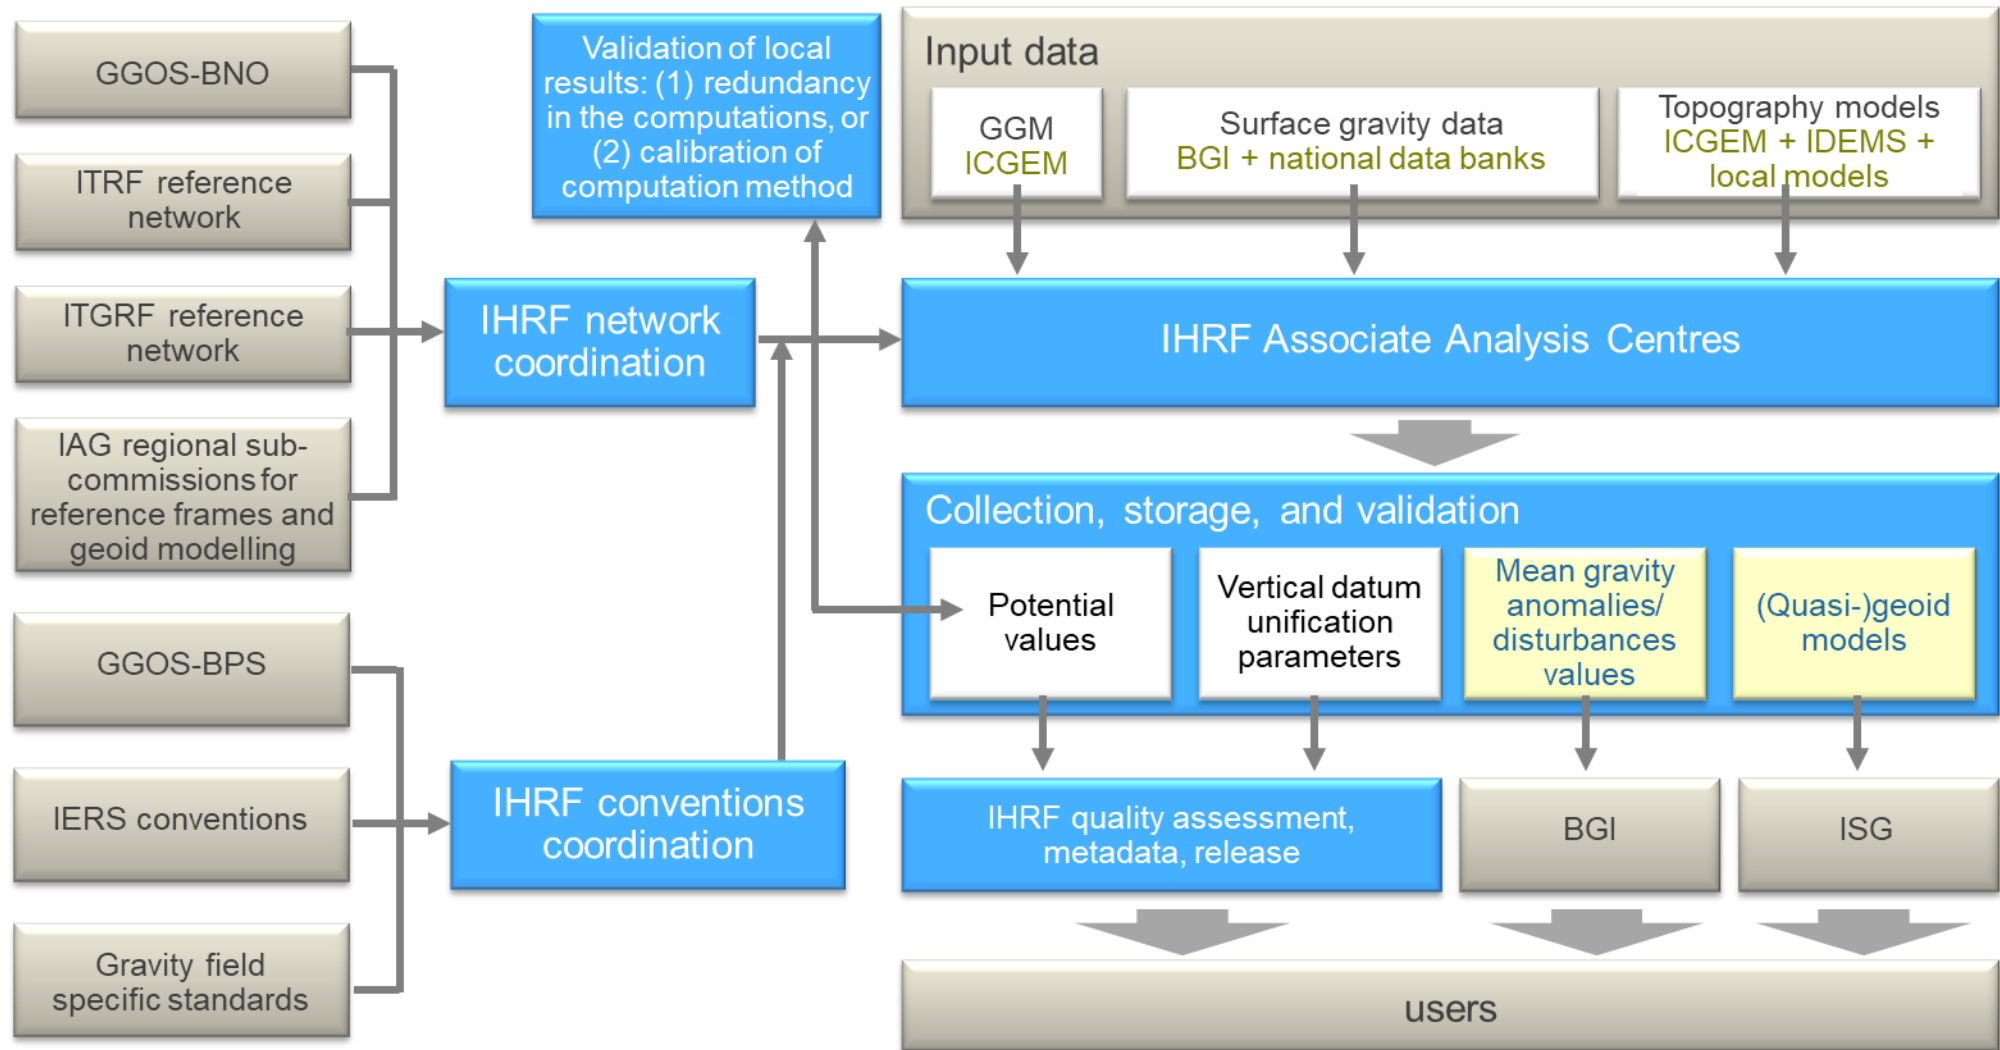 GGOS-BNO
ITRF reference
network
ITGRF reference
network
IAG regional sub-
commissions for
reference frames and
geoid modelling
GGOS-BPS
IERS conventions
Gravity field
specific standards
IHRF network
coordination
IHRF conventions
coordination
Validation of local
results: (1) redundancy
in the computations, or
(2) calibration of
computation method
Input data
GGM
ICGEM
Surface gravity data
BGI + national data banks
Topography models
ICGEM + IDEMS +
local models
IHRF Associate Analysis Centres
Collection, storage, and validation
Potential
values
Vertical datum
unification
parameters
Mean gravity
anomalies/
disturbances
values
(Quasi-)geoid
models
IHRF quality assessment,
metadata, release
BGI
ISG
users